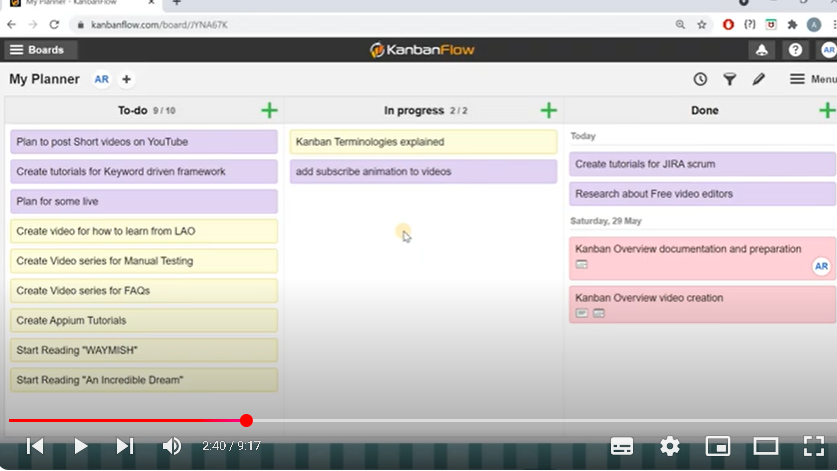 My Planner - KanbanFlow
kanbanflow.com/board/JYNA67K
Boards
KanbanFlow
AR
My Planner AR +
Menu
To-do 9 / 10
In progress 2 / 2
Done
Plan to post Short videos on YouTube
Create tutorials for Keyword driven framework
Plan for some live
Create video for how to learn from LAO
Create Video series for Manual Testing
Create Video series for FAQs
Create Appium Tutorials
Start Reading "WAYMISH"
Start Reading "An Incredible Dream"
Kanban Terminologies explained
add subscribe animation to videos
Today
Create tutorials for JIRA scrum
Research about Free video editors
Saturday, 29 May
Kanban Overview documentation and preparation
AR
Kanban Overview video creation
2:40 / 9:17